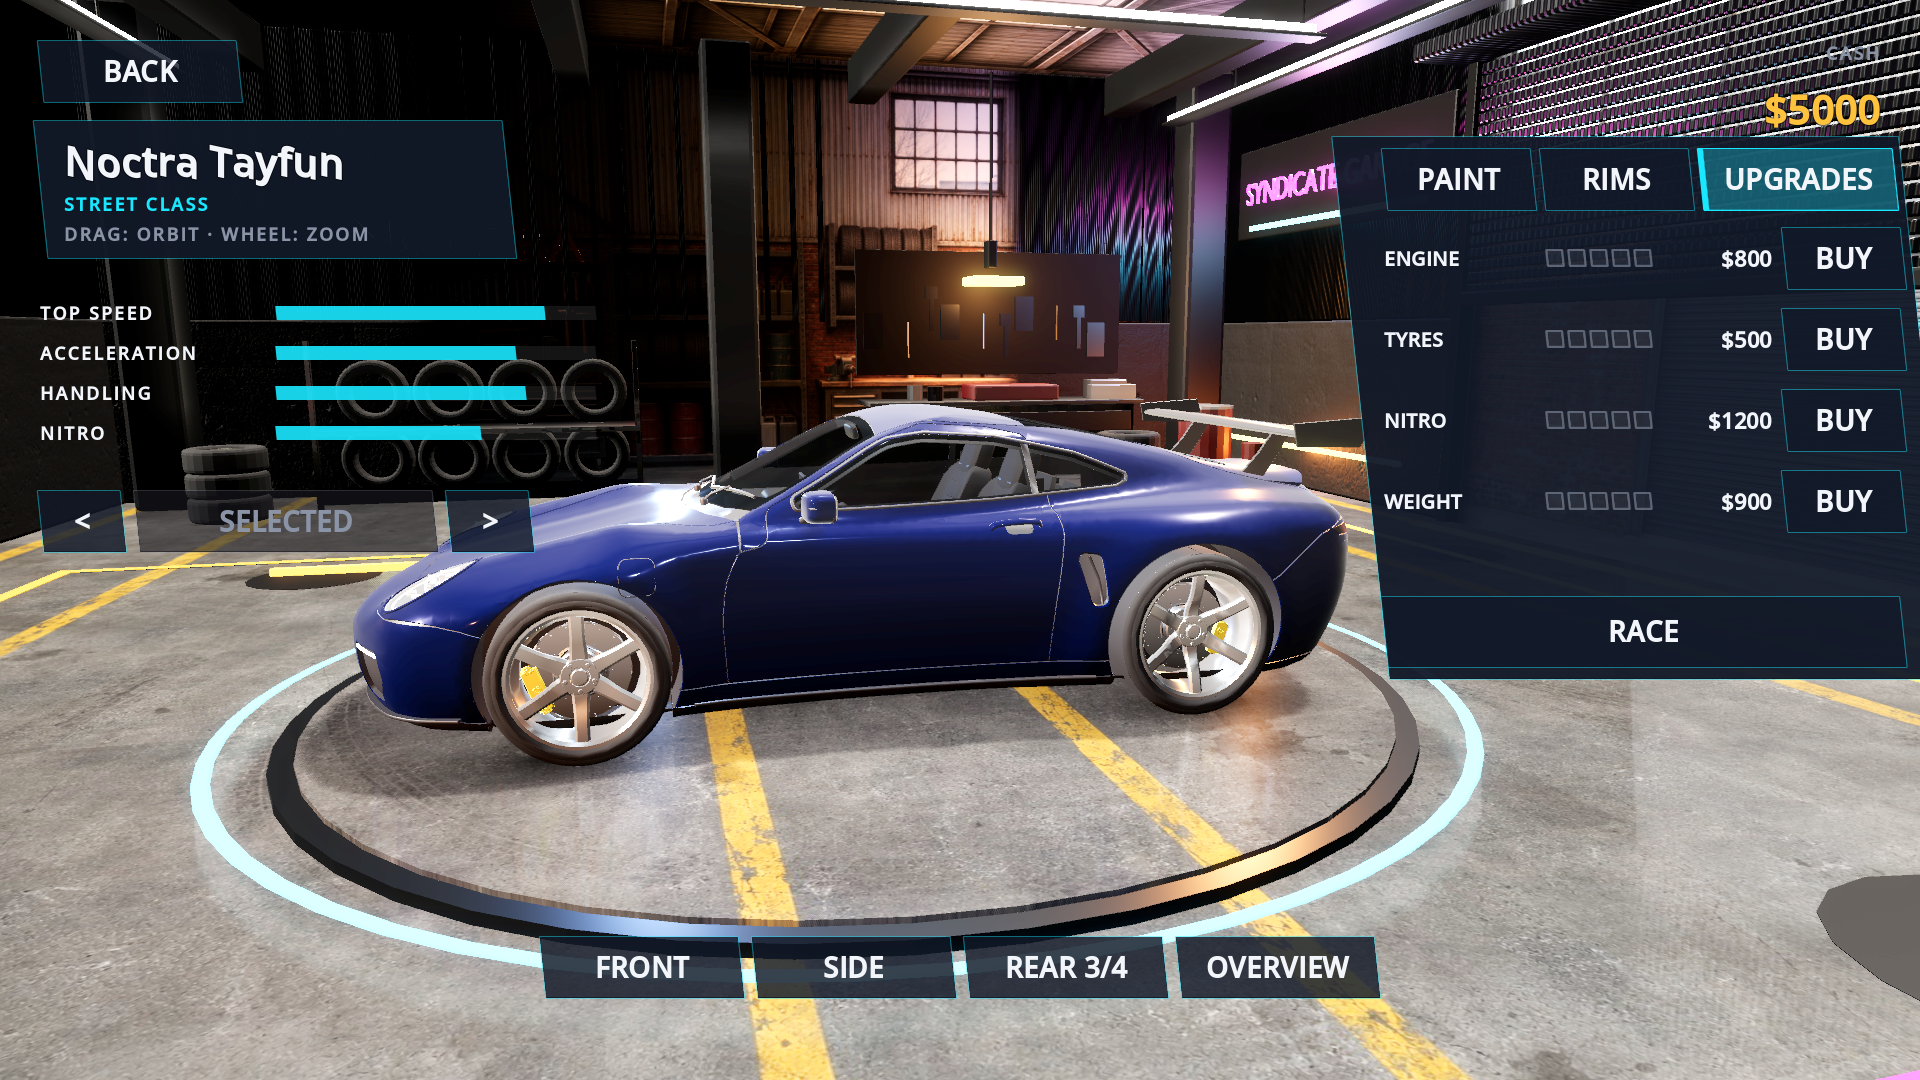 BACK
CASH
$5000
Noctra Tayfun
STREET CLASS
DRAG: ORBIT · WHEEL: ZOOM
TOP SPEED
ACCELERATION
HANDLING
NITRO
<
SELECTED
>
SYNDICATE
PAINT
RIMS
UPGRADES
ENGINE $800 BUY
TYRES $500 BUY
NITRO $1200 BUY
WEIGHT $900 BUY
RACE
FRONT
SIDE
REAR 3/4
OVERVIEW